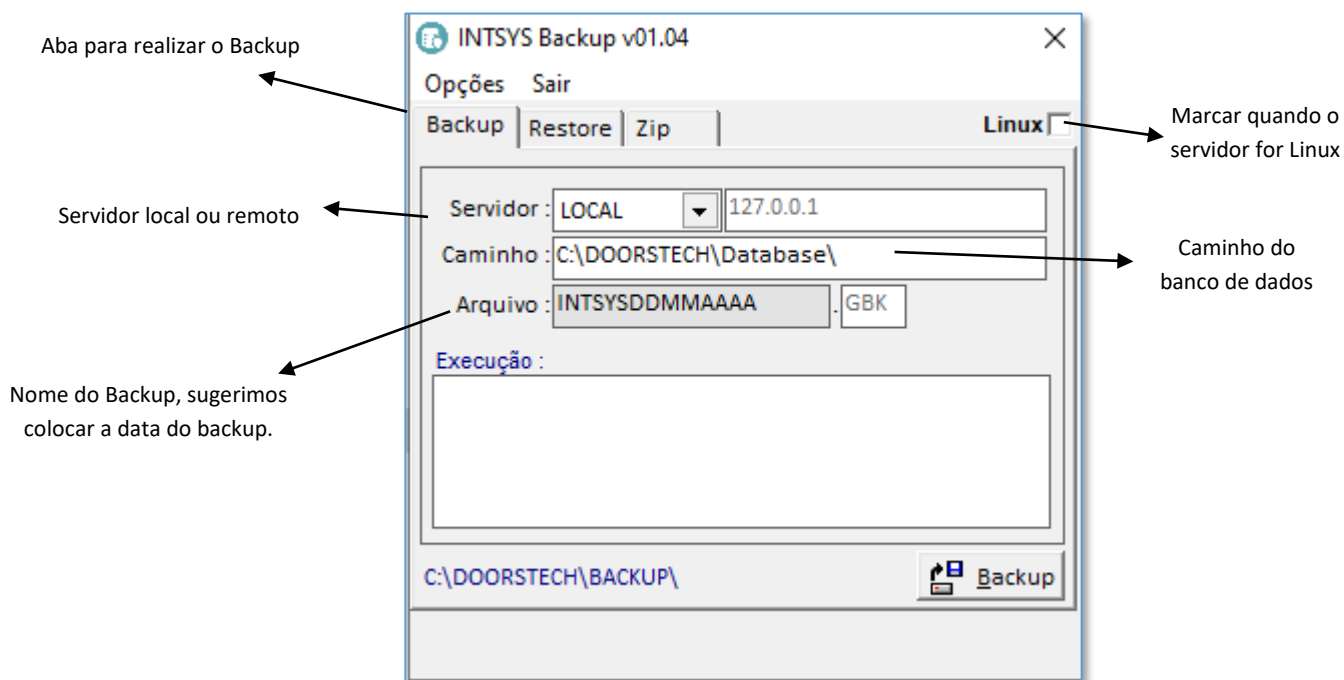 Aba para realizar o Backup
INTSYS Backup v01.04
Opções Sair
Backup Restore Zip Linux
Marcar quando o
servidor for Linux
Servidor local ou remoto
Servidor : LOCAL 127.0.0.1
Caminho : C:\DOORSTECH\Database\
Caminho do
banco de dados
Arquivo : INTSYSDDMMAAAA . GBK
Execução :
Nome do Backup, sugerimos
colocar a data do backup.
C:\DOORSTECH\BACKUP\ Backup